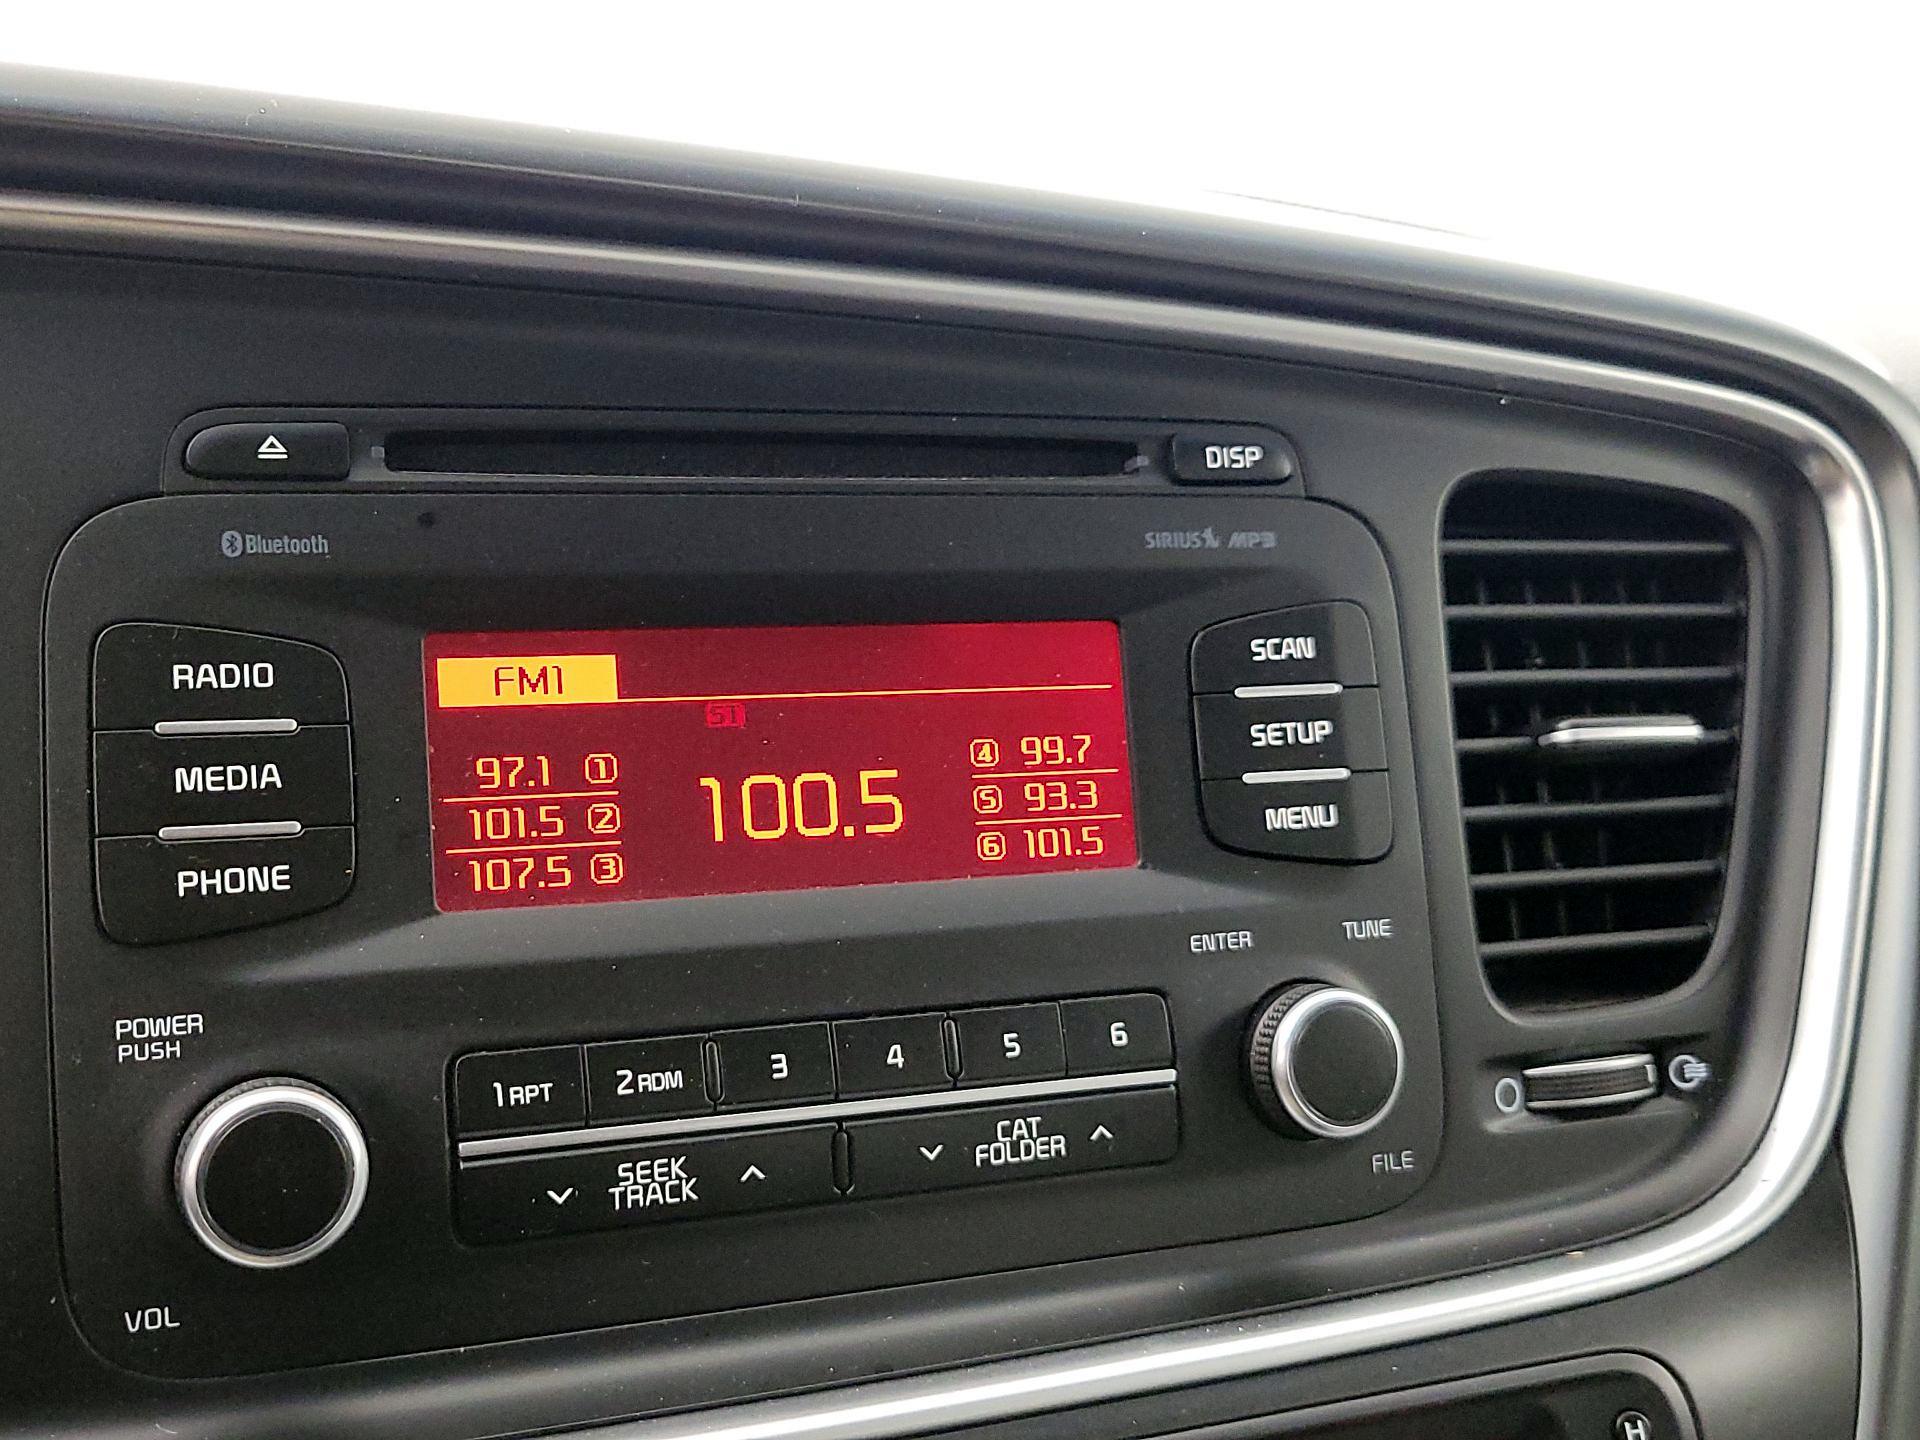 DISP
Bluetooth
SIRIUS MP3
RADIO
MEDIA
PHONE
FM1
ST
97.1 1
101.5 2
107.5 3
100.5
4 99.7
5 93.3
6 101.5
SCAN
SETUP
MENU
ENTER
TUNE
POWER
PUSH
VOL
1 RPT
2 RDM
3
4
5
6
SEEK
TRACK
CAT
FOLDER
FILE
H